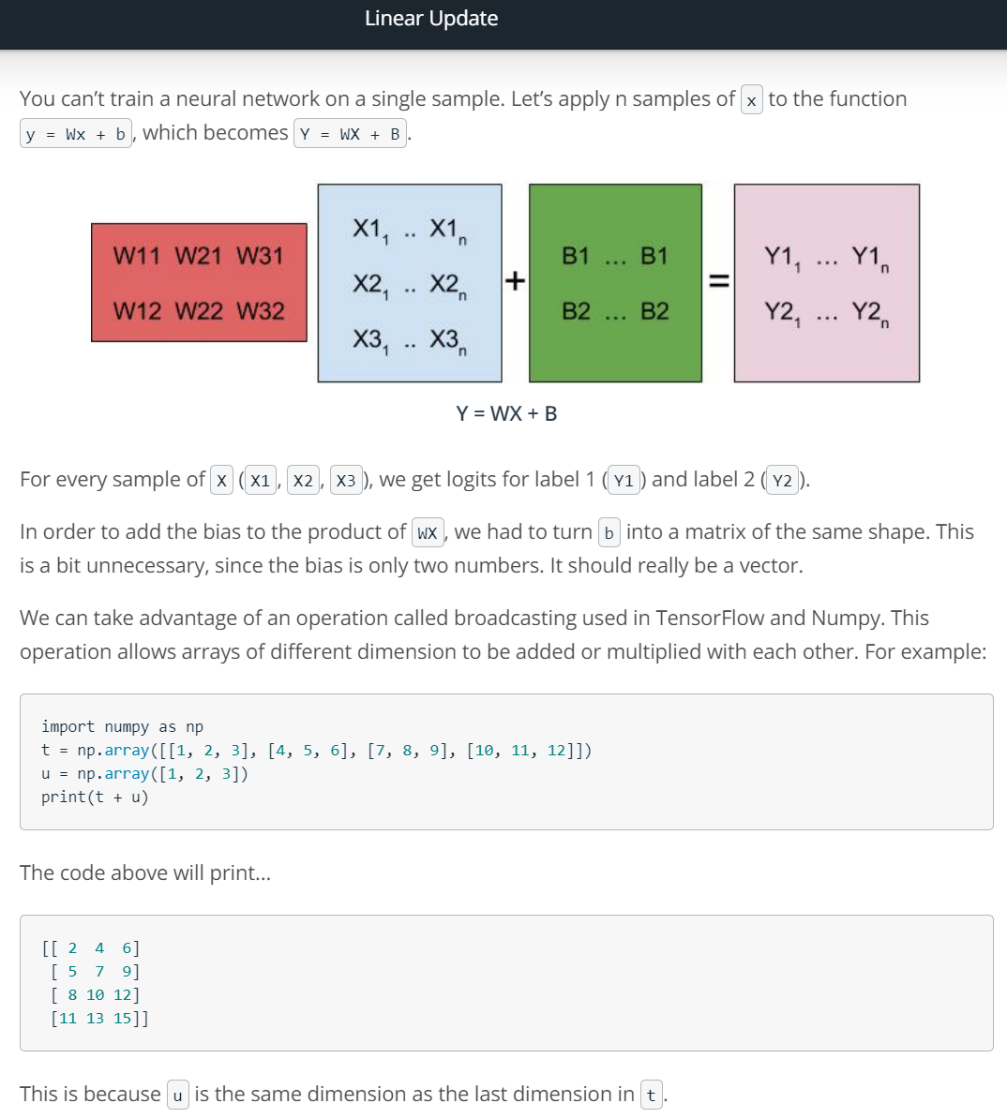 Linear Update
You can't train a neural network on a single sample. Let's apply n samples of x to the function
y = Wx + b , which becomes Y = WX + B .
W11 W21 W31
W12 W22 W32
X1₁ .. X1ₙ
X2₁ .. X2ₙ
X3₁ .. X3ₙ
+
B1 ... B1
B2 ... B2
=
Y1₁ ... Y1ₙ
Y2₁ ... Y2ₙ
Y = WX + B
For every sample of X ( X1 , X2 , X3 ), we get logits for label 1 ( Y1 ) and label 2 ( Y2 ).
In order to add the bias to the product of WX , we had to turn b into a matrix of the same shape. This
is a bit unnecessary, since the bias is only two numbers. It should really be a vector.
We can take advantage of an operation called broadcasting used in TensorFlow and Numpy. This
operation allows arrays of different dimension to be added or multiplied with each other. For example:
import numpy as np
t = np.array([[1, 2, 3], [4, 5, 6], [7, 8, 9], [10, 11, 12]])
u = np.array([1, 2, 3])
print(t + u)
The code above will print...
[[ 2  4  6]
 [ 5  7  9]
 [ 8 10 12]
 [11 13 15]]
This is because u is the same dimension as the last dimension in t .